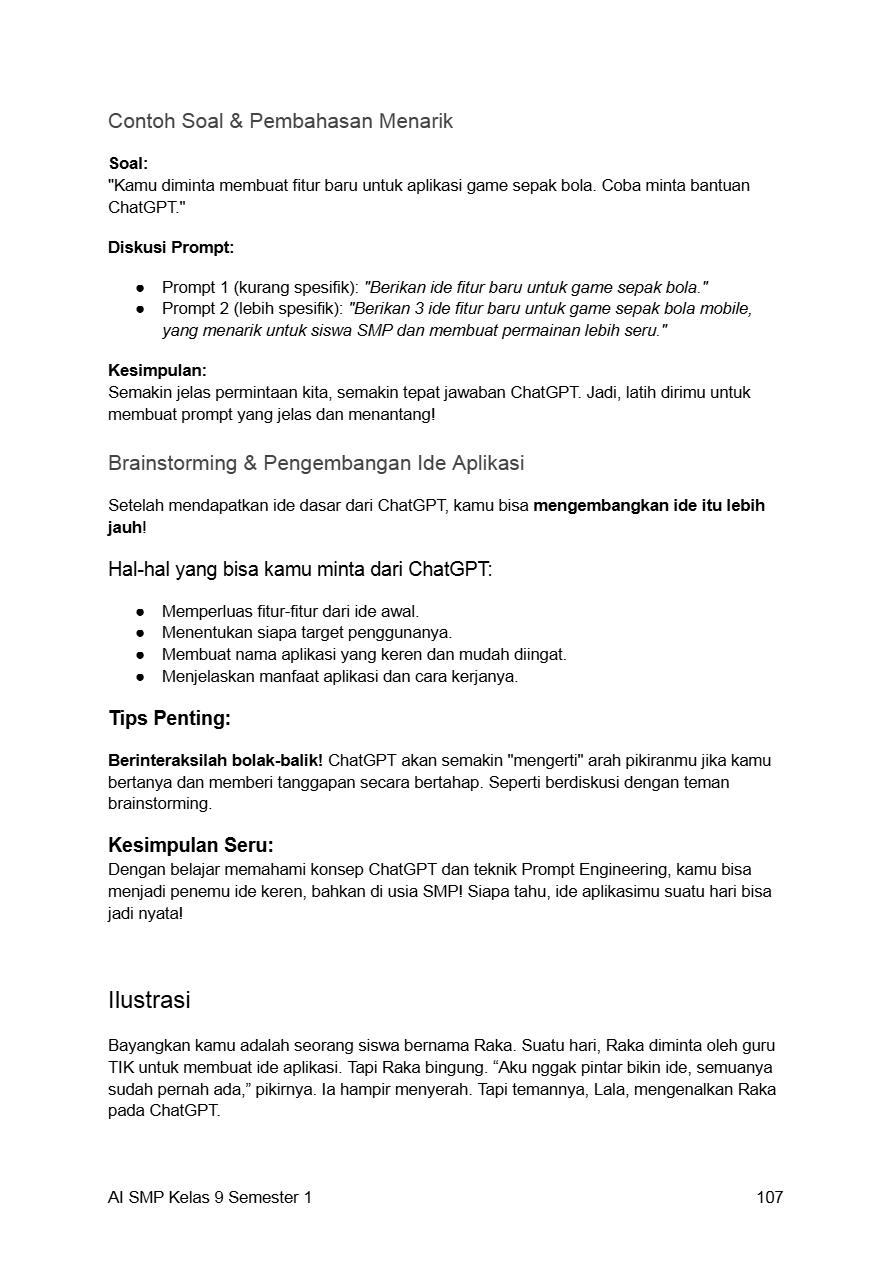 Contoh Soal & Pembahasan Menarik
Soal:
"Kamu diminta membuat fitur baru untuk aplikasi game sepak bola. Coba minta bantuan
ChatGPT."
Diskusi Prompt:
● Prompt 1 (kurang spesifik): "Berikan ide fitur baru untuk game sepak bola."
● Prompt 2 (lebih spesifik): "Berikan 3 ide fitur baru untuk game sepak bola mobile,
yang menarik untuk siswa SMP dan membuat permainan lebih seru."
Kesimpulan:
Semakin jelas permintaan kita, semakin tepat jawaban ChatGPT. Jadi, latih dirimu untuk
membuat prompt yang jelas dan menantang!
Brainstorming & Pengembangan Ide Aplikasi
Setelah mendapatkan ide dasar dari ChatGPT, kamu bisa mengembangkan ide itu lebih
jauh!
Hal-hal yang bisa kamu minta dari ChatGPT:
● Memperluas fitur-fitur dari ide awal.
● Menentukan siapa target penggunanya.
● Membuat nama aplikasi yang keren dan mudah diingat.
● Menjelaskan manfaat aplikasi dan cara kerjanya.
Tips Penting:
Berinteraksilah bolak-balik! ChatGPT akan semakin "mengerti" arah pikiranmu jika kamu
bertanya dan memberi tanggapan secara bertahap. Seperti berdiskusi dengan teman
brainstorming.
Kesimpulan Seru:
Dengan belajar memahami konsep ChatGPT dan teknik Prompt Engineering, kamu bisa
menjadi penemu ide keren, bahkan di usia SMP! Siapa tahu, ide aplikasimu suatu hari bisa
jadi nyata!
Ilustrasi
Bayangkan kamu adalah seorang siswa bernama Raka. Suatu hari, Raka diminta oleh guru
TIK untuk membuat ide aplikasi. Tapi Raka bingung. “Aku nggak pintar bikin ide, semuanya
sudah pernah ada,” pikirnya. Ia hampir menyerah. Tapi temannya, Lala, mengenalkan Raka
pada ChatGPT.
AI SMP Kelas 9 Semester 1 107